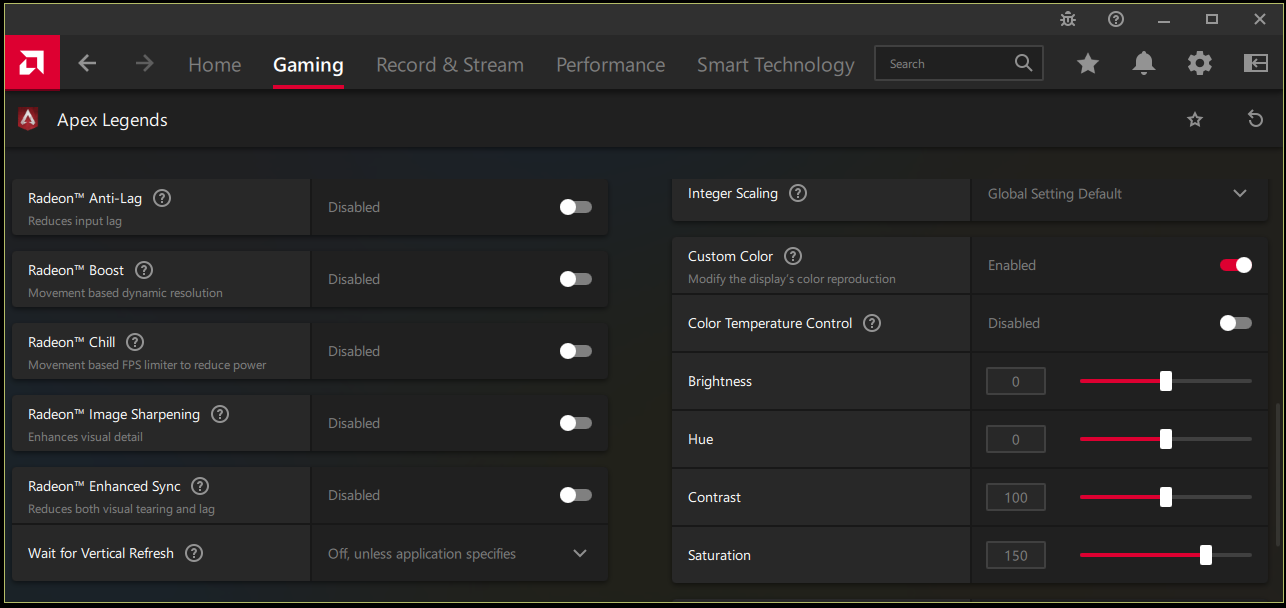 Home Gaming Record & Stream Performance Smart Technology Search
Apex Legends
Radeon™ Anti-Lag
Reduces input lag
Disabled
Radeon™ Boost
Movement based dynamic resolution
Disabled
Radeon™ Chill
Movement based FPS limiter to reduce power
Disabled
Radeon™ Image Sharpening
Enhances visual detail
Disabled
Radeon™ Enhanced Sync
Reduces both visual tearing and lag
Disabled
Wait for Vertical Refresh Off, unless application specifies
Integer Scaling Global Setting Default
Custom Color
Modify the display's color reproduction
Enabled
Color Temperature Control Disabled
Brightness 0
Hue 0
Contrast 100
Saturation 150